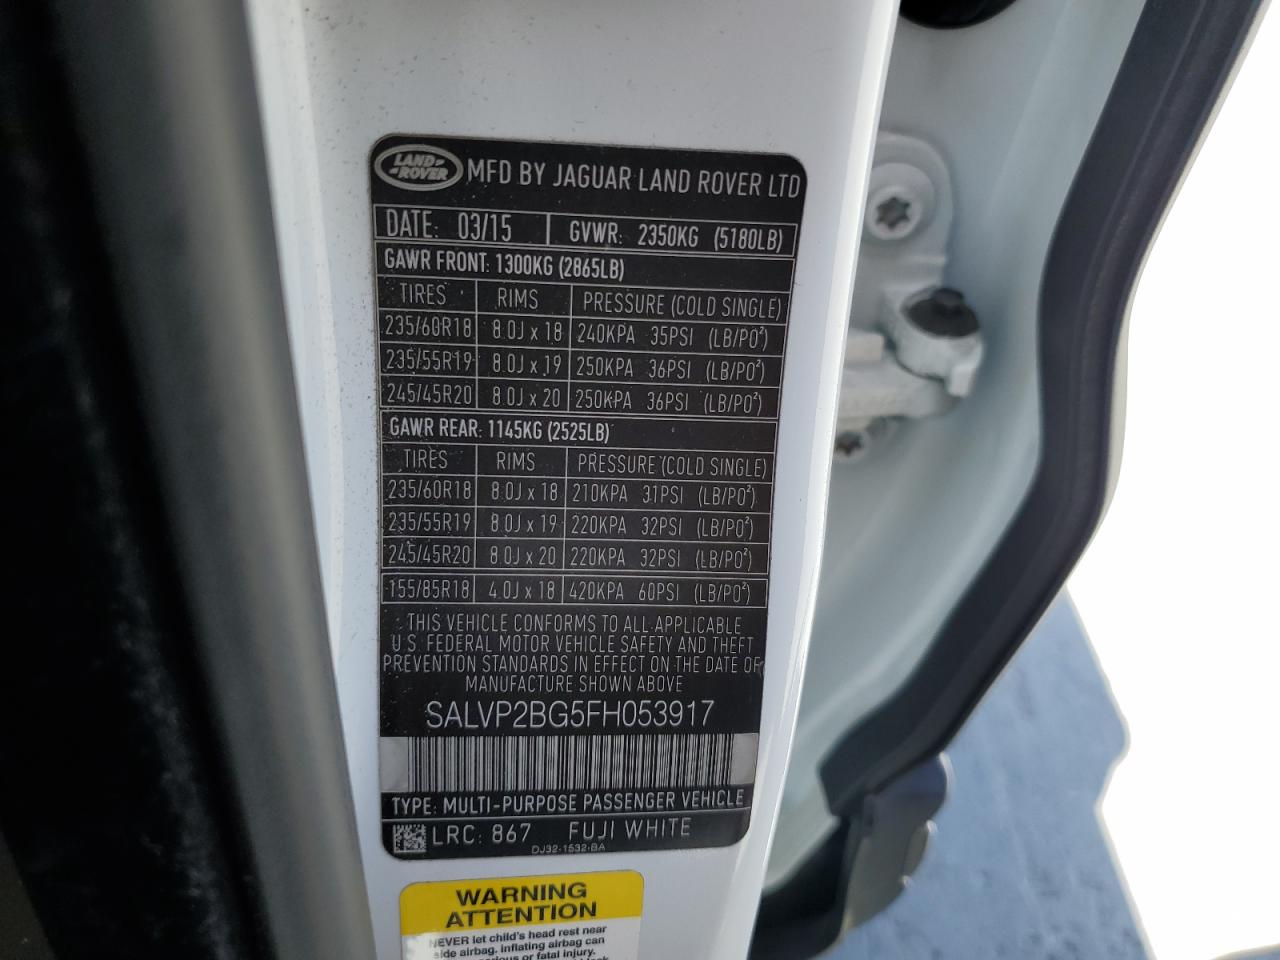 LAND-
-ROVER
MFD BY JAGUAR LAND ROVER LTD
DATE: 03/15 GVWR: 2350KG (5180LB)
GAWR FRONT: 1300KG (2865LB)
TIRES RIMS PRESSURE (COLD SINGLE)
235/60R18 8.0J x 18 240KPA 35PSI (LB/PO²)
235/55R19 8.0J x 19 250KPA 36PSI (LB/PO²)
245/45R20 8.0J x 20 250KPA 36PSI (LB/PO²)
GAWR REAR: 1145KG (2525LB)
TIRES RIMS PRESSURE (COLD SINGLE)
235/60R18 8.0J x 18 210KPA 31PSI (LB/PO²)
235/55R19 8.0J x 19 220KPA 32PSI (LB/PO²)
245/45R20 8.0J x 20 220KPA 32PSI (LB/PO²)
155/85R18 4.0J x 18 420KPA 60PSI (LB/PO²)
THIS VEHICLE CONFORMS TO ALL APPLICABLE
U.S. FEDERAL MOTOR VEHICLE SAFETY AND THEFT
PREVENTION STANDARDS IN EFFECT ON THE DATE OF
MANUFACTURE SHOWN ABOVE
SALVP2BG5FH053917
TYPE: MULTI-PURPOSE PASSENGER VEHICLE
LRC: 867 FUJI WHITE
DJ32-1532-BA
WARNING
ATTENTION
NEVER let child's head rest near
side airbag. inflating airbag can
or fatal injury.